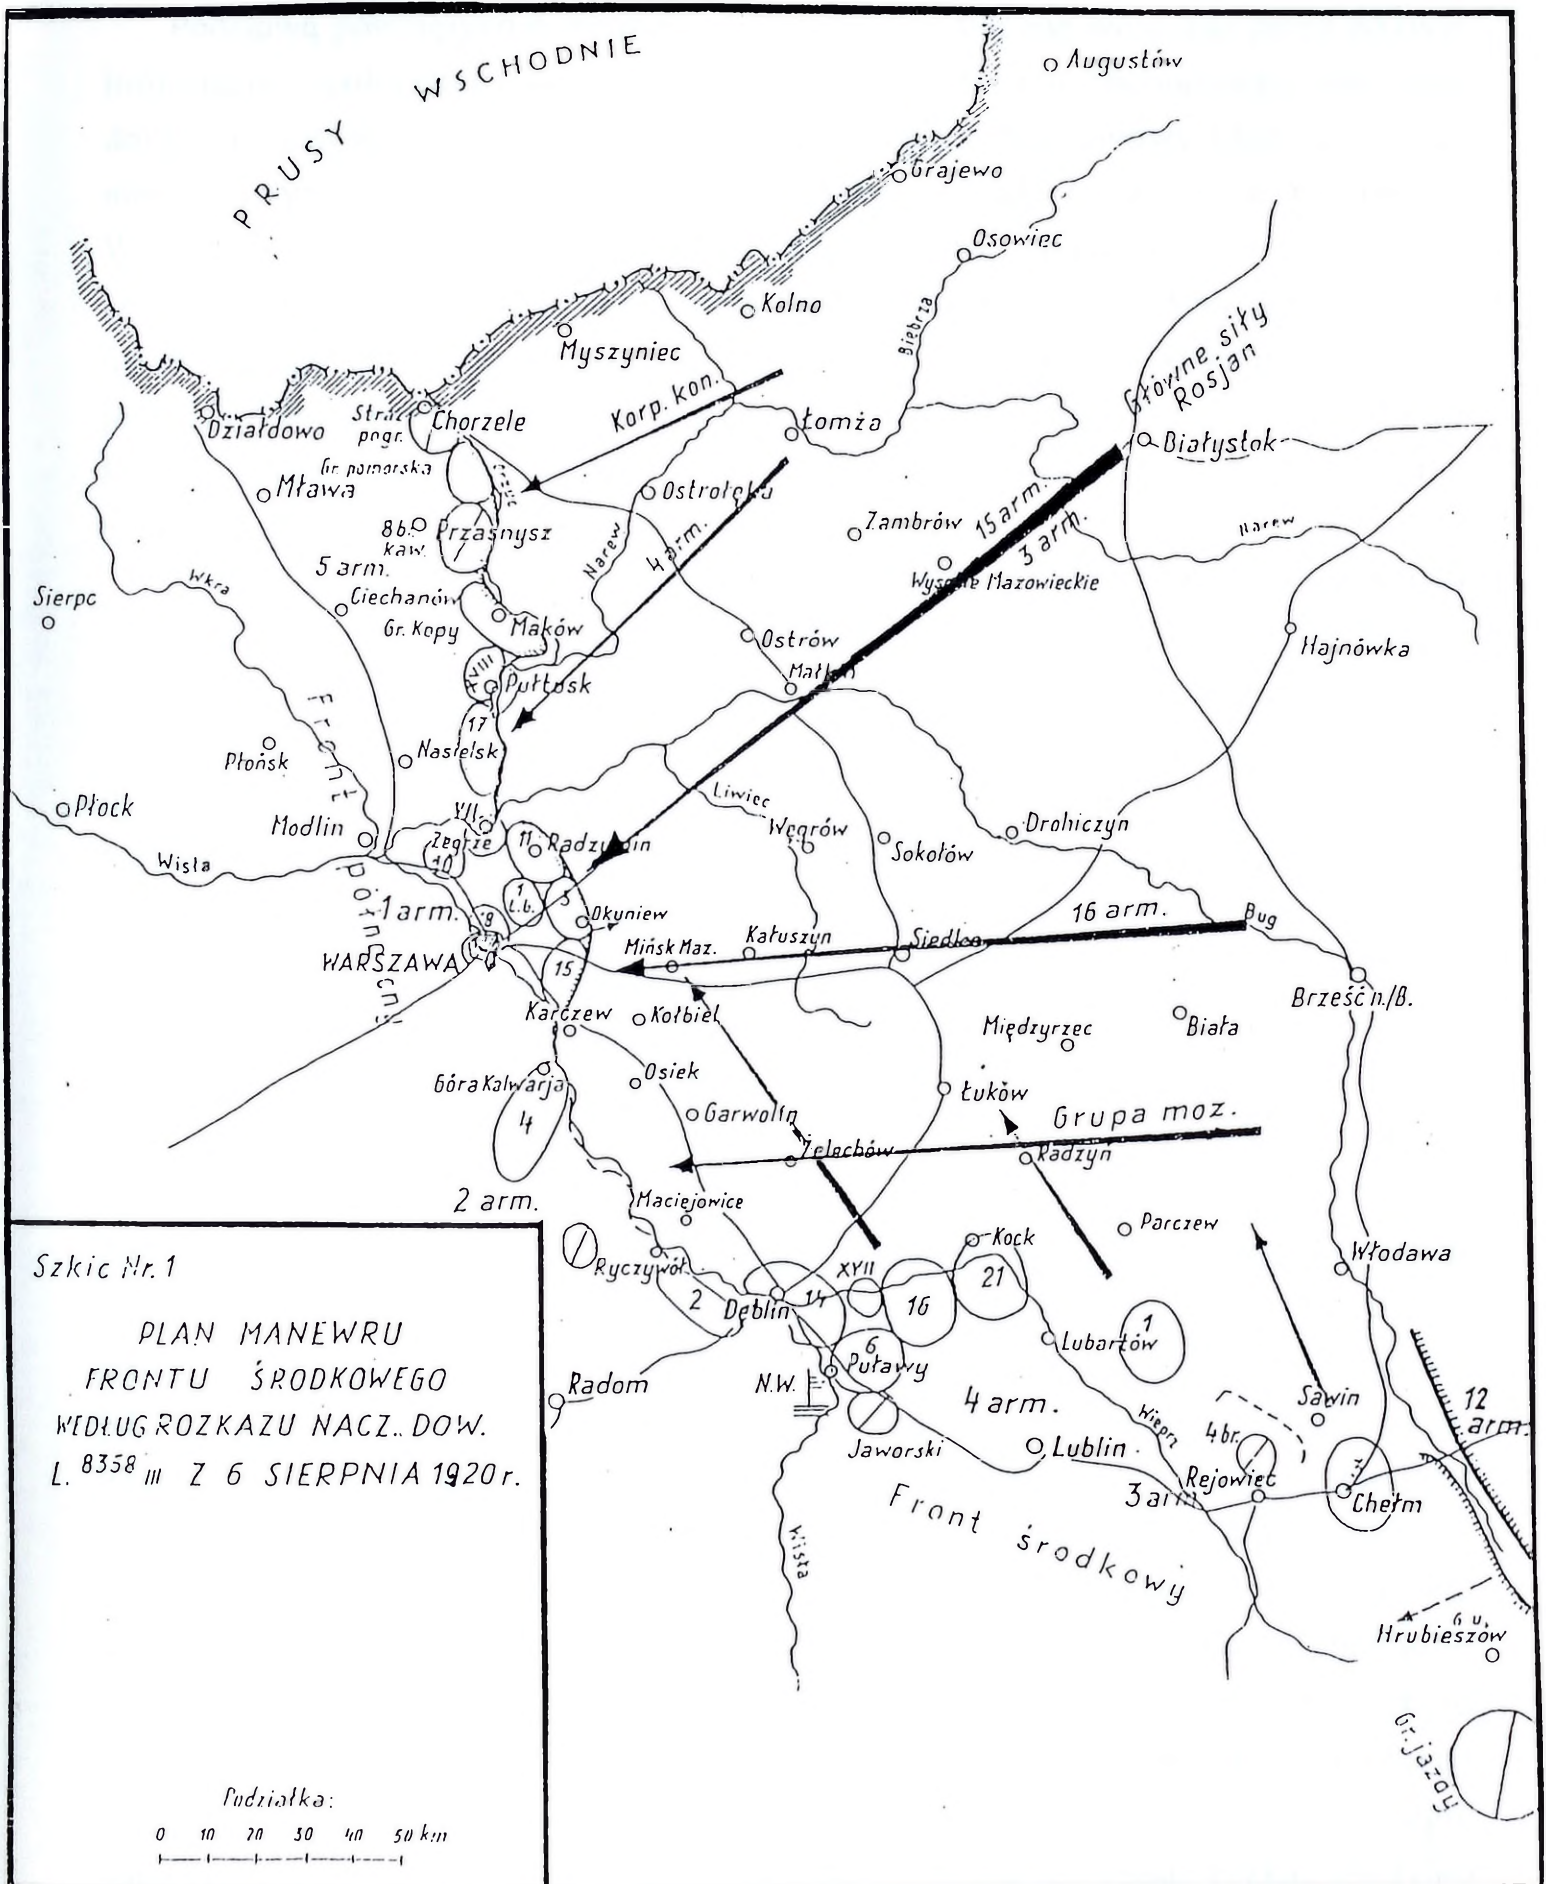 PRUSY WSCHODNIE
Augustów
Grajewo
Osowiec
Kolno
Biebrza
Myszyniec
Główne siły
Rosjan
Korp. kon.
Działdowo
Straż
pogr.
Chorzele
Łomża
Białystok
Gr. pomorska
Mława
Ostrołęka
Zambrów
15 arm.
3 arm.
Narew
8 b.
kaw.
Przasnysz
Narew
4 arm.
5 arm.
Wysokie Mazowieckie
Wkra
Sierpc
Ciechanów
Gr. Kopy
Maków
Ostrów
Hajnówka
XVIII
Pułtusk
Małkin
17
Front północny
Nasielsk
Płońsk
Płock
Liwiec
Modlin
VII
Zegrze
10
11
Radzymin
Węgrów
Sokołów
Drohiczyn
Wisła
1 arm.
1
L.b.
Okuniew
16 arm.
Bug
WARSZAWA
Mińsk Maz.
Kałuszyn
Siedlce
15
Brześć n./B.
Karczew
Kołbiel
Międzyrzec
Biała
Góra Kalwarja
Osiek
Łuków
4
Garwolin
Grupa moz.
Żelechów
Radzyń
2 arm.
Maciejowice
Parczew
Ryczywół
Kock
Włodawa
2
Dęblin
14
XVII
16
21
1
Lubartów
6
Puławy
Radom
N.W.
4 arm.
Sawin
12
arm.
Wieprz
Jaworski
Lublin
4 br.
Rejowiec
3 arm
Chełm
Front środkowy
Wisła
Hrubieszów
Gr. jazdy
Szkic Nr. 1
PLAN MANEWRU
FRONTU ŚRODKOWEGO
WEDŁUG ROZKAZU NACZ. DOW.
L. 8358 III Z 6 SIERPNIA 1920 r.
Podziałka:
0 10 20 30 40 50 km